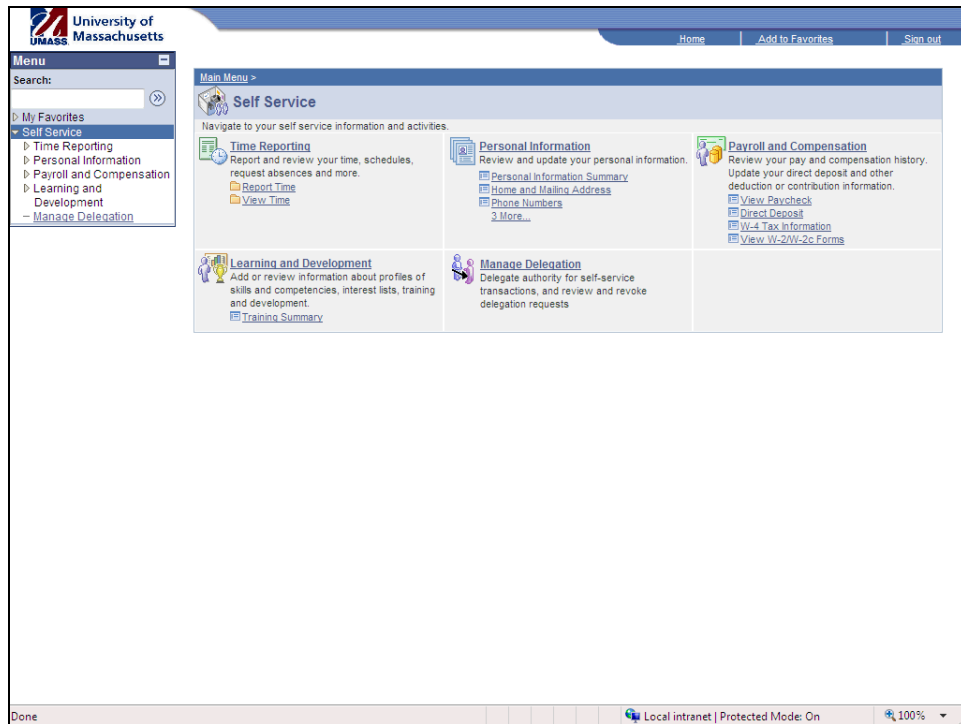 University of
Massachusetts
UMASS.
Home
Add to Favorites
Sign out
Menu
Search:
My Favorites
Self Service
Time Reporting
Personal Information
Payroll and Compensation
Learning and
Development
Manage Delegation
Main Menu >
Self Service
Navigate to your self service information and activities.
Time Reporting
Report and review your time, schedules,
request absences and more.
Report Time
View Time
Personal Information
Review and update your personal information.
Personal Information Summary
Home and Mailing Address
Phone Numbers
3 More...
Payroll and Compensation
Review your pay and compensation history.
Update your direct deposit and other
deduction or contribution information.
View Paycheck
Direct Deposit
W-4 Tax Information
View W-2/W-2c Forms
Learning and Development
Add or review information about profiles of
skills and competencies, interest lists, training
and development.
Training Summary
Manage Delegation
Delegate authority for self-service
transactions, and review and revoke
delegation requests
Done
Local intranet | Protected Mode: On
100%